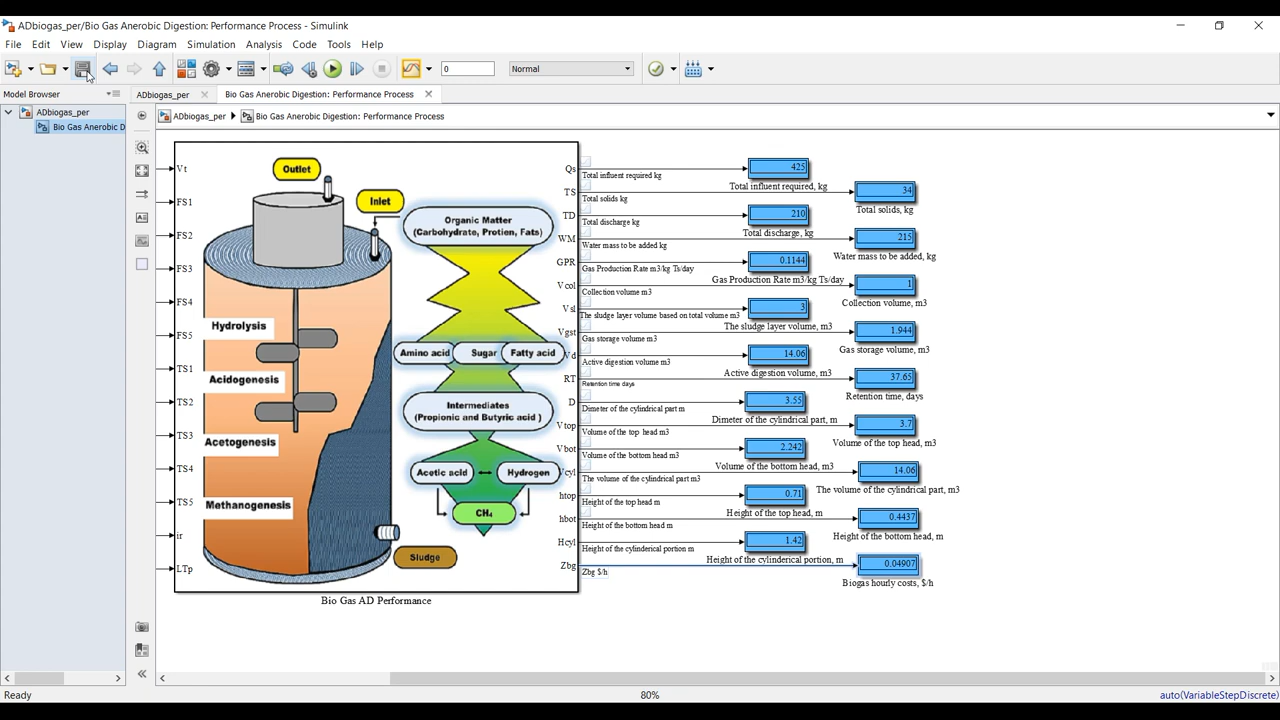 ADbiogas_per/Bio Gas Anerobic Digestion: Performance Process - Simulink
File Edit View Display Diagram Simulation Analysis Code Tools Help
0 Normal
Model Browser
ADbiogas_per
Bio Gas Anerobic Digestion: Performance Process
ADbiogas_per
Bio Gas Anerobic D
ADbiogas_per Bio Gas Anerobic Digestion: Performance Process
Vt
FS1
FS2
FS3
FS4
FS5
TS1
TS2
TS3
TS4
TS5
ir
LTp
Outlet
Inlet
Organic Matter
(Carbohydrate, Protien, Fats)
Hydrolysis
Acidogenesis
Acetogenesis
Methanogenesis
Amino acid Sugar Fatty acid
Intermediates
(Propionic and Butyric acid )
Acetic acid Hydrogen
CH₄
Sludge
Bio Gas AD Performance
Qs
TS
TD
WM
GPR
Vcol
Vsl
Vgst
Vd
RT
D
Vtop
Vbot
Vcyl
htop
hbot
Hcyl
Zbg
Total influent required kg
Total solids kg
Total discharge kg
Water mass to be added kg
Gas Production Rate m3/kg Ts/day
Collection volume m3
The sludge layer volume based on total volume m3
Gas storage volume m3
Active digestion volume m3
Retention time days
Dimeter of the cylindrical part m
Volume of the top head m3
Volume of the bottom head m3
The volume of the cylindrical part m3
Height of the top head m
Height of the bottom head m
Height of the cylinderical portion m
Zbg $/h
425
Total influent required, kg
34
Total solids, kg
210
Total discharge, kg
215
Water mass to be added, kg
0.1144
Gas Production Rate m3/kg Ts/day
1
Collection volume, m3
3
The sludge layer volume, m3
1.944
Gas storage volume, m3
14.06
Active digestion volume, m3
37.65
Retention time, days
3.55
Dimeter of the cylindrical part, m
3.7
Volume of the top head, m3
2.242
Volume of the bottom head, m3
14.06
The volume of the cylindrical part, m3
0.71
Height of the top head, m
0.4437
Height of the bottom head, m
1.42
Height of the cylinderical portion, m
0.04907
Biogas hourly costs, $/h
Ready 80% auto(VariableStepDiscrete)